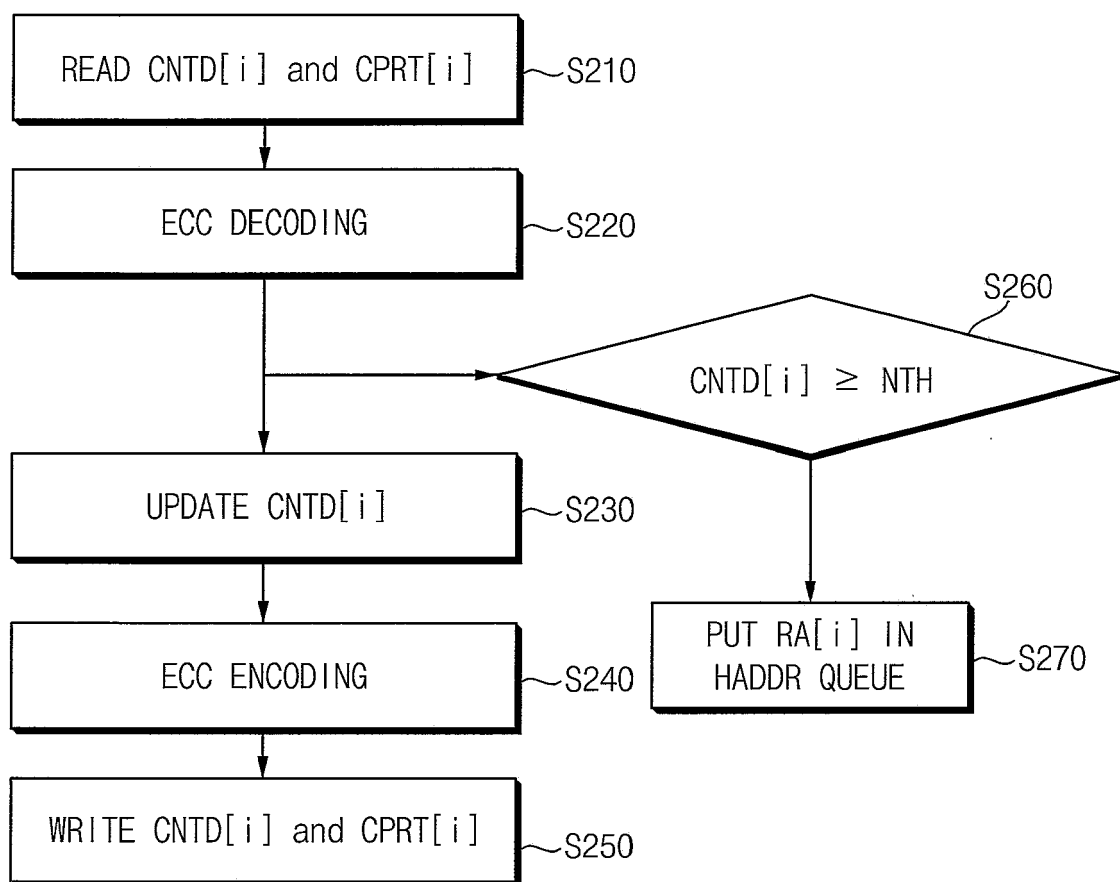 READ CNTD[i] and CPRT[i]
S210
ECC DECODING
S220
S260
CNTD[i] ≥ NTH
UPDATE CNTD[i]
S230
PUT RA[i] IN
HADDR QUEUE
S270
ECC ENCODING
S240
WRITE CNTD[i] and CPRT[i]
S250